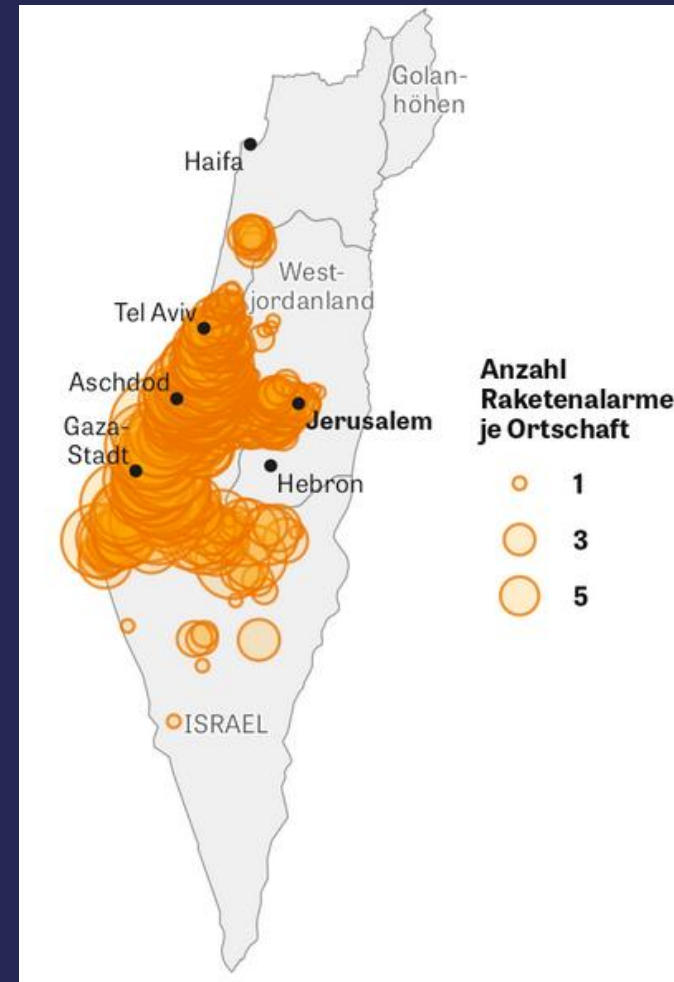 Golan-
höhen
Haifa
West-
jordanland
Tel Aviv
Aschdod
Gaza-
Stadt
Jerusalem
Hebron
ISRAEL
Anzahl
Raketenalarme
je Ortschaft
1
3
5